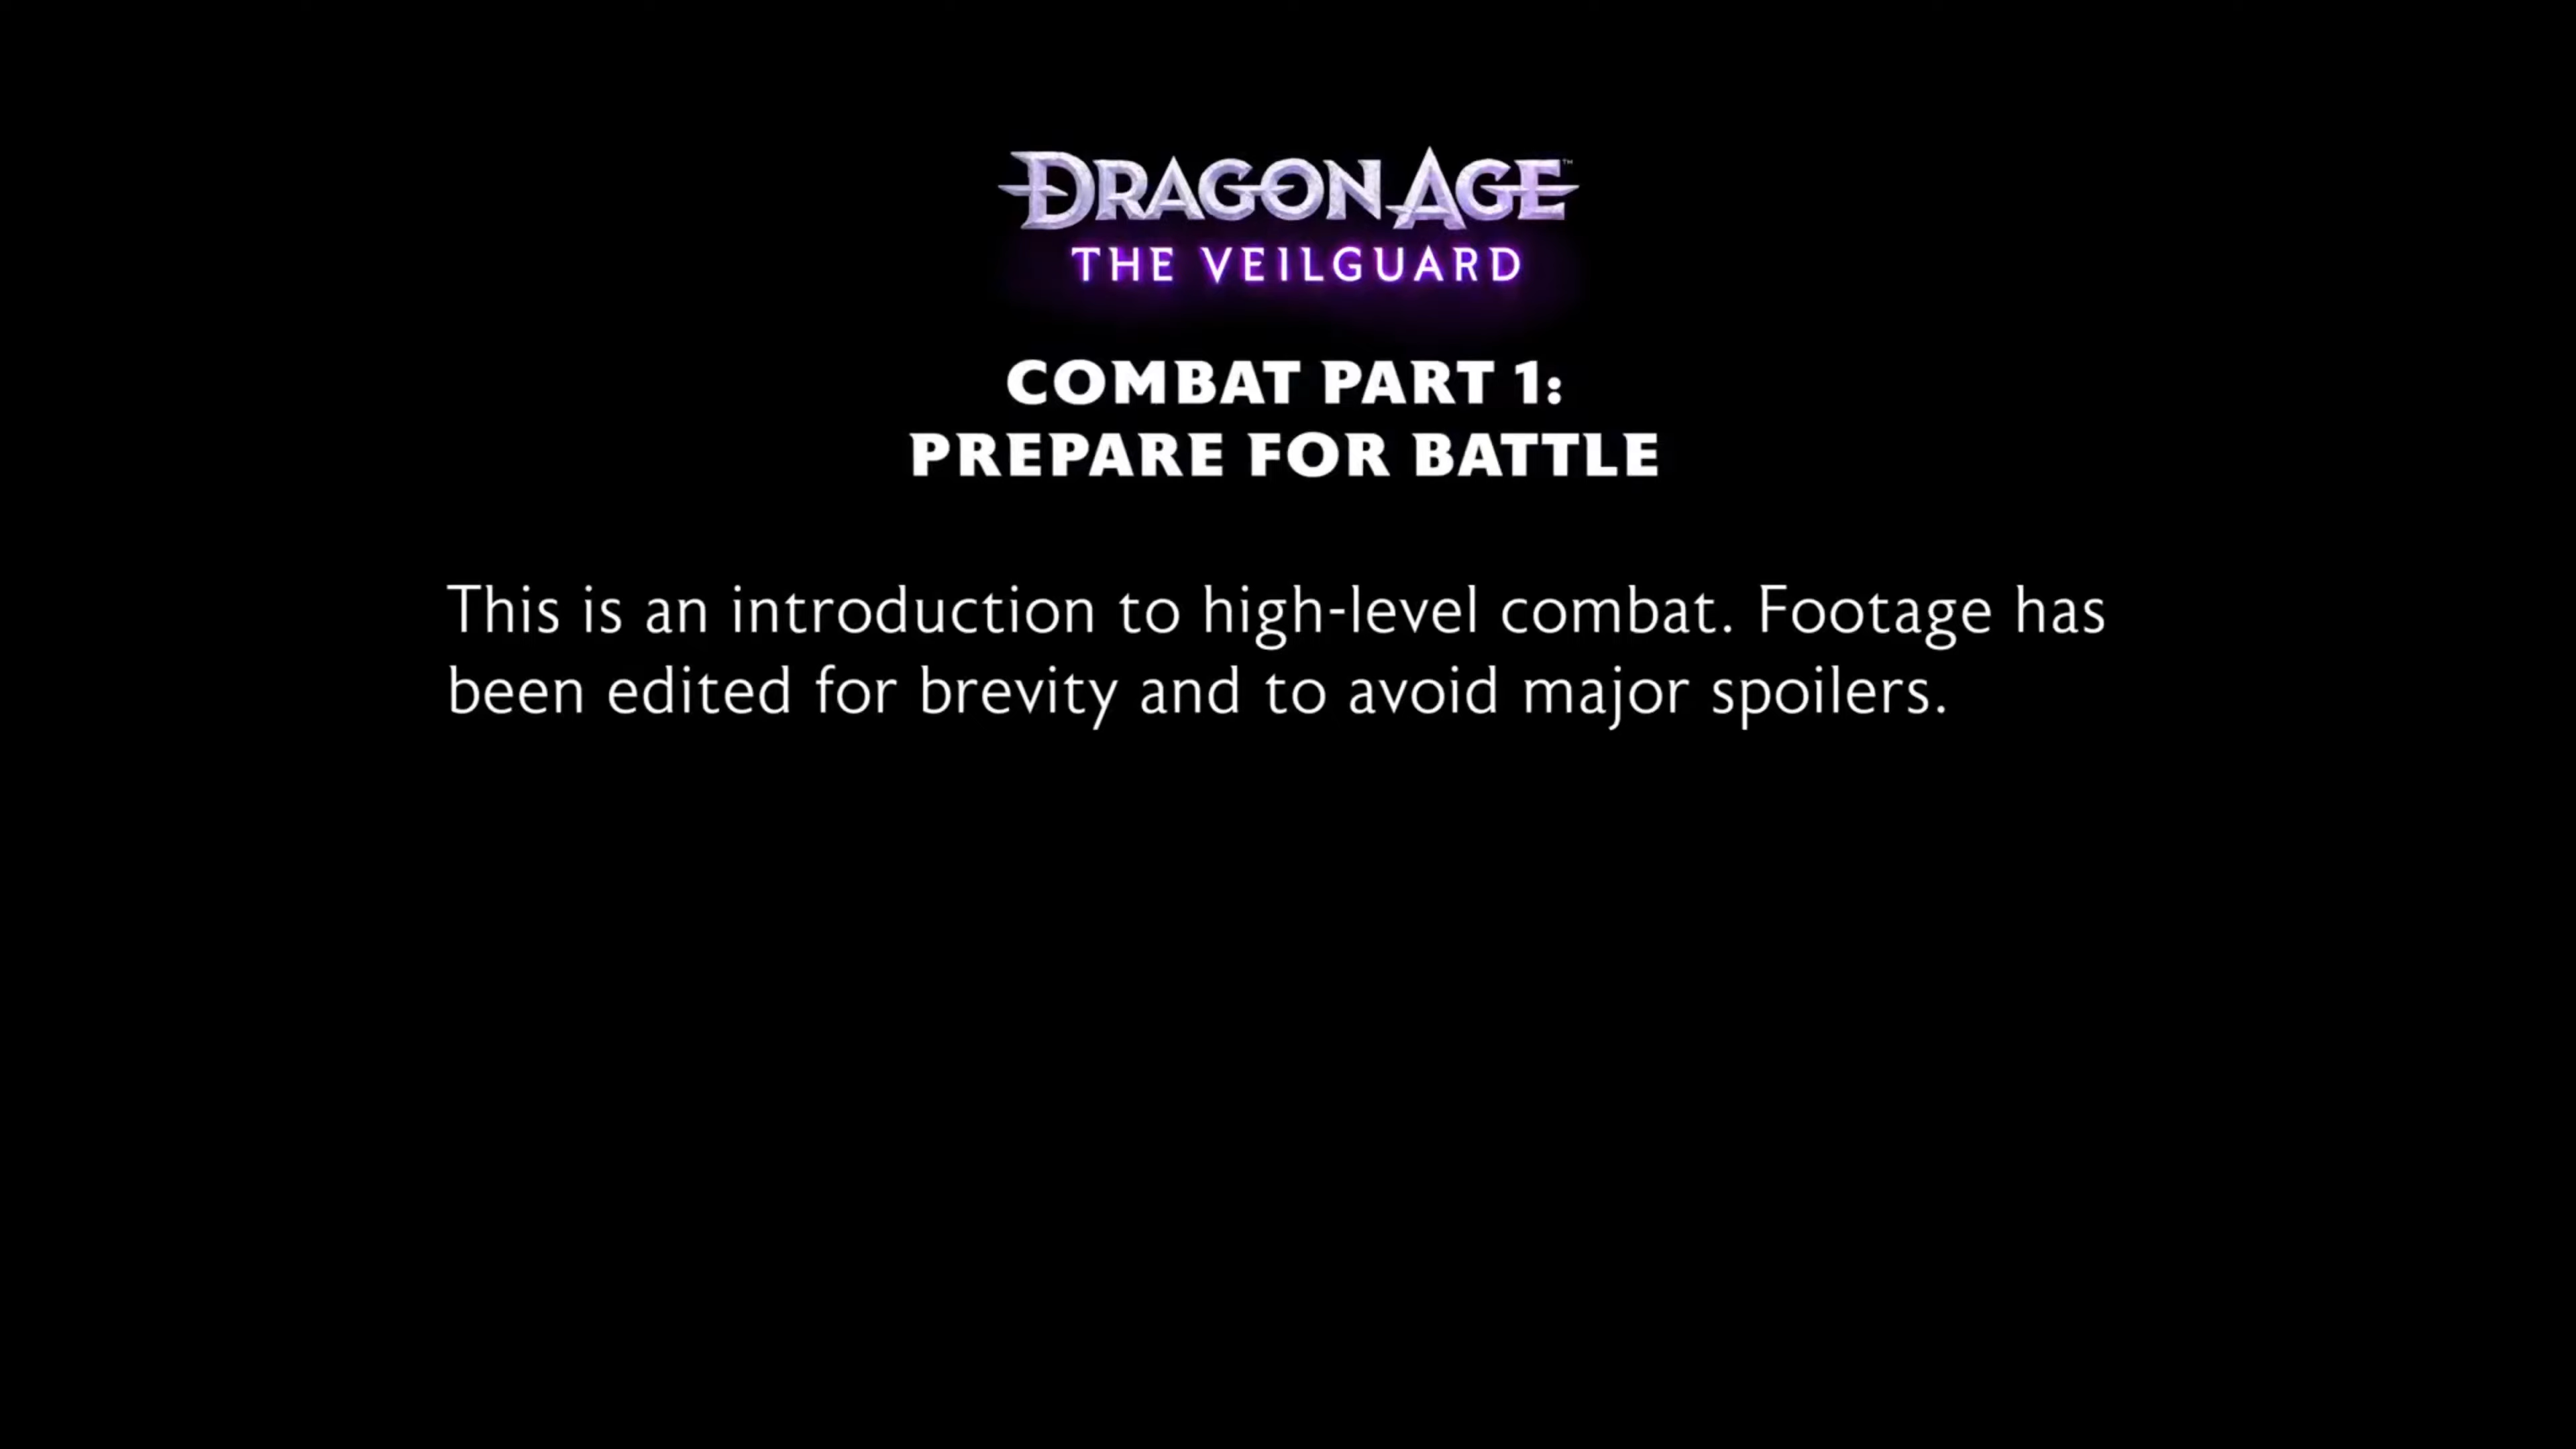 DRAGON AGE™
THE VEILGUARD
COMBAT PART 1:
PREPARE FOR BATTLE
This is an introduction to high-level combat. Footage has
been edited for brevity and to avoid major spoilers.